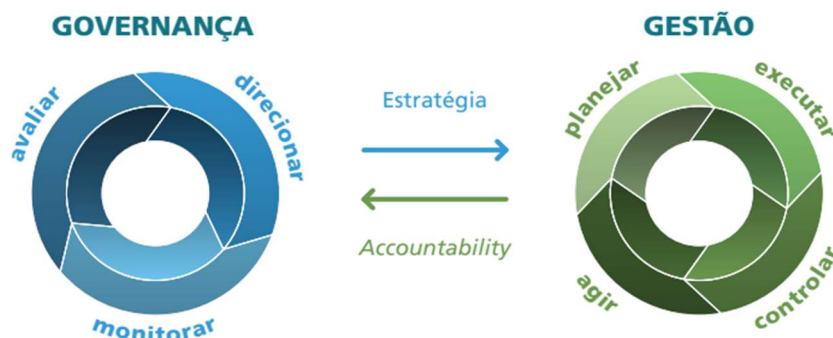 GOVERNANÇA
avaliar
direcionar
monitorar
Estratégia
Accountability
GESTÃO
planejar
executar
agir
controlar